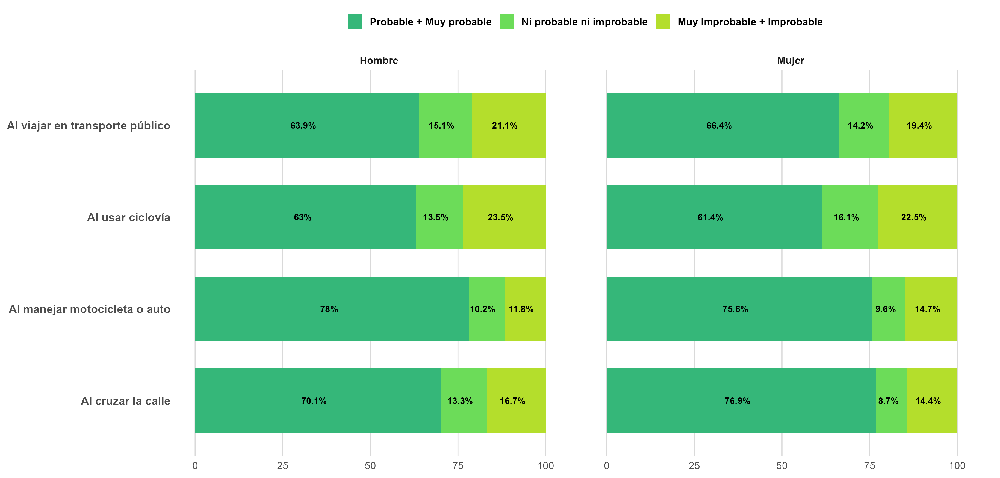 Probable + Muy probable Ni probable ni improbable Muy Improbable + Improbable
Hombre Mujer
Al viajar en transporte público 63.9% 15.1% 21.1% 66.4% 14.2% 19.4%
Al usar ciclovía 63% 13.5% 23.5% 61.4% 16.1% 22.5%
Al manejar motocicleta o auto 78% 10.2% 11.8% 75.6% 9.6% 14.7%
Al cruzar la calle 70.1% 13.3% 16.7% 76.9% 8.7% 14.4%
0 25 50 75 100 0 25 50 75 100